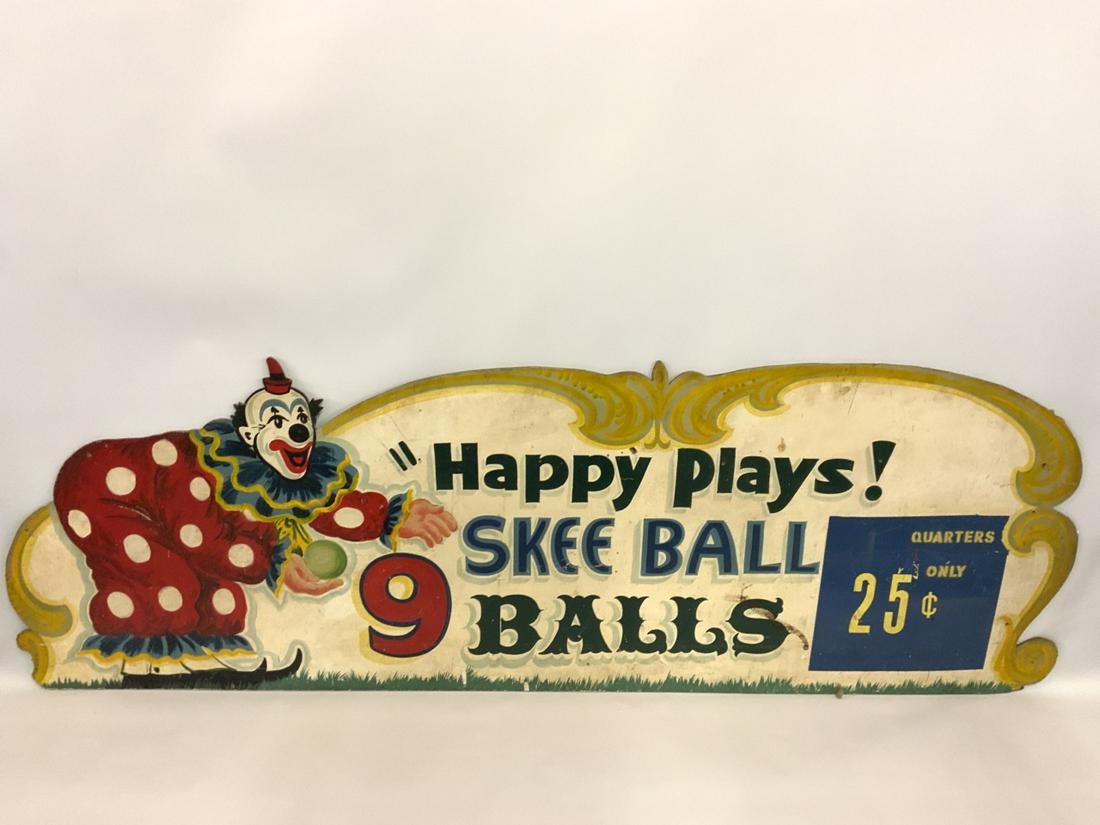 "Happy plays!
SKEE BALL
9 BALLS
QUARTERS
ONLY
25¢